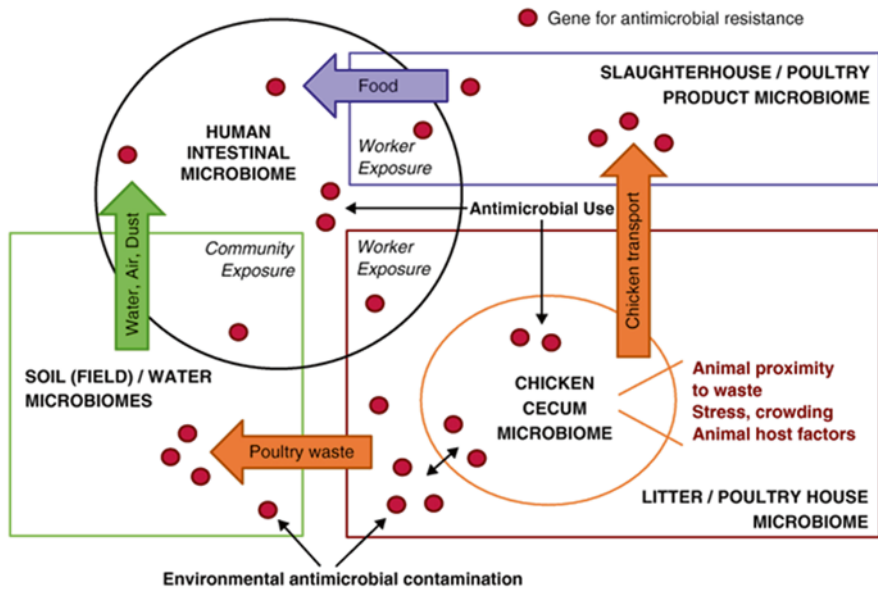 Gene for antimicrobial resistance
SLAUGHTERHOUSE / POULTRY
PRODUCT MICROBIOME
Food
HUMAN
INTESTINAL
MICROBIOME
Worker
Exposure
Antimicrobial Use
Water, Air, Dust
Community
Exposure
Worker
Exposure
Chicken transport
SOIL (FIELD) / WATER
MICROBIOMES
CHICKEN
CECUM
MICROBIOME
Animal proximity
to waste
Stress, crowding
Animal host factors
Poultry waste
LITTER / POULTRY HOUSE
MICROBIOME
Environmental antimicrobial contamination